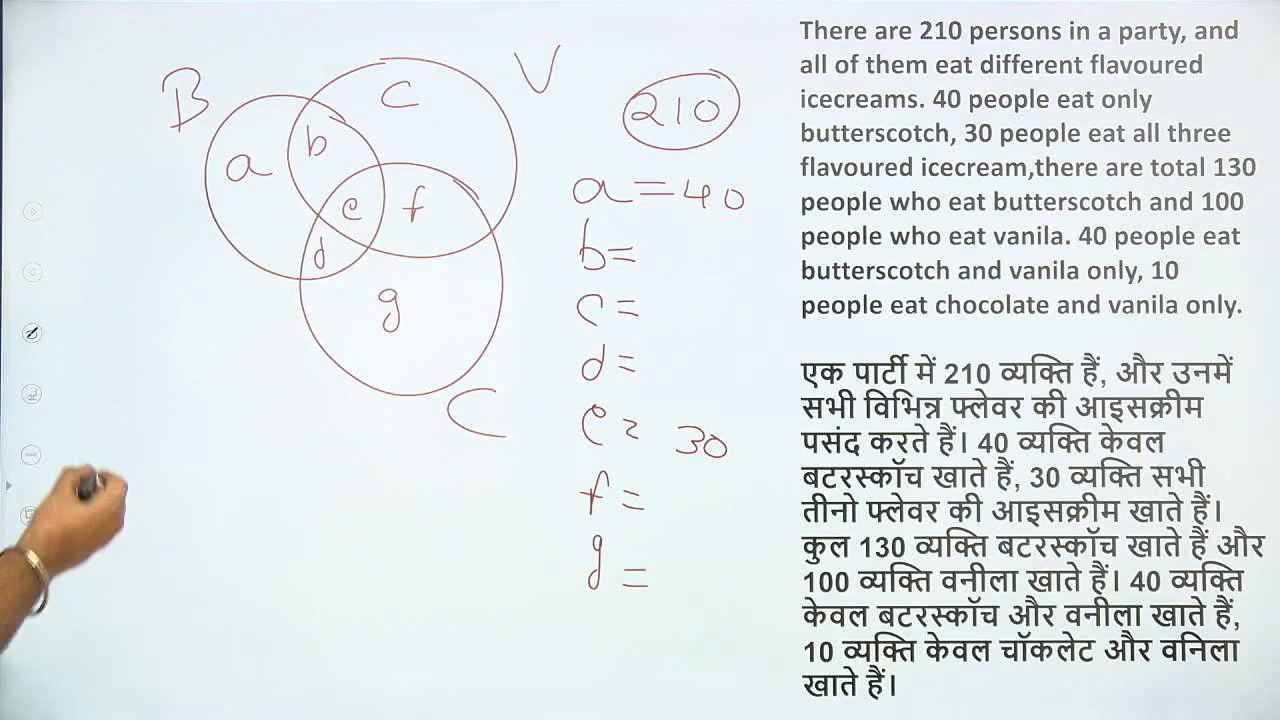 B
V
C
a
b
c
d
e
f
g
210
a = 40
b =
c =
d =
e = 30
f =
g =
There are 210 persons in a party, and
all of them eat different flavoured
icecreams. 40 people eat only
butterscotch, 30 people eat all three
flavoured icecream,there are total 130
people who eat butterscotch and 100
people who eat vanila. 40 people eat
butterscotch and vanila only, 10
people eat chocolate and vanila only.
एक पार्टी में 210 व्यक्ति हैं, और उनमें
सभी विभिन्न फ्लेवर की आइसक्रीम
पसंद करते हैं। 40 व्यक्ति केवल
बटरस्कॉच खाते हैं, 30 व्यक्ति सभी
तीनो फ्लेवर की आइसक्रीम खाते हैं।
कुल 130 व्यक्ति बटरस्कॉच खाते हैं और
100 व्यक्ति वनीला खाते हैं। 40 व्यक्ति
केवल बटरस्कॉच और वनीला खाते हैं,
10 व्यक्ति केवल चॉकलेट और वनिला
खाते हैं।